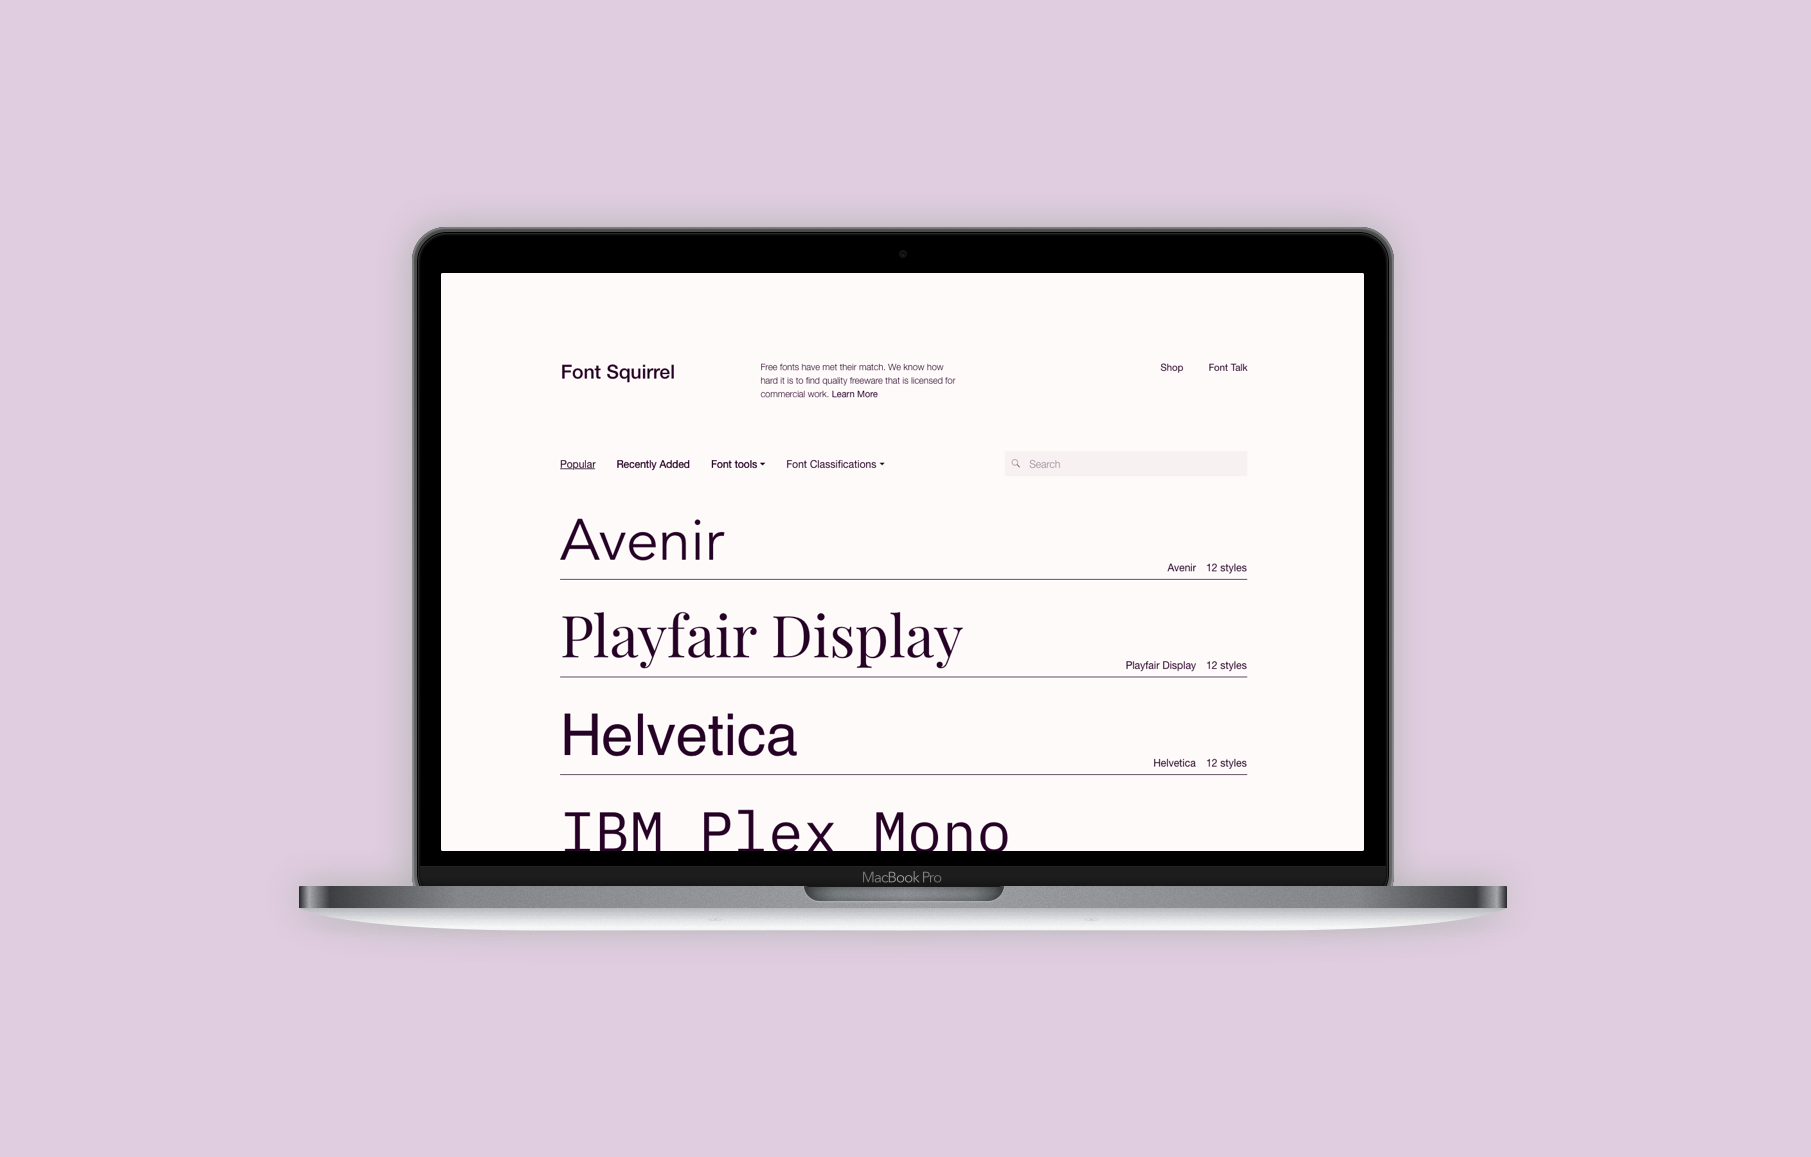 Font Squirrel
Free fonts have met their match. We know how
hard it is to find quality freeware that is licensed for
commercial work. Learn More
Shop
Font Talk
Popular
Recently Added
Font tools
Font Classifications
Search
Avenir
Avenir 12 styles
Playfair Display
Playfair Display 12 styles
Helvetica
Helvetica 12 styles
IBM Plex Mono
MacBook Pro